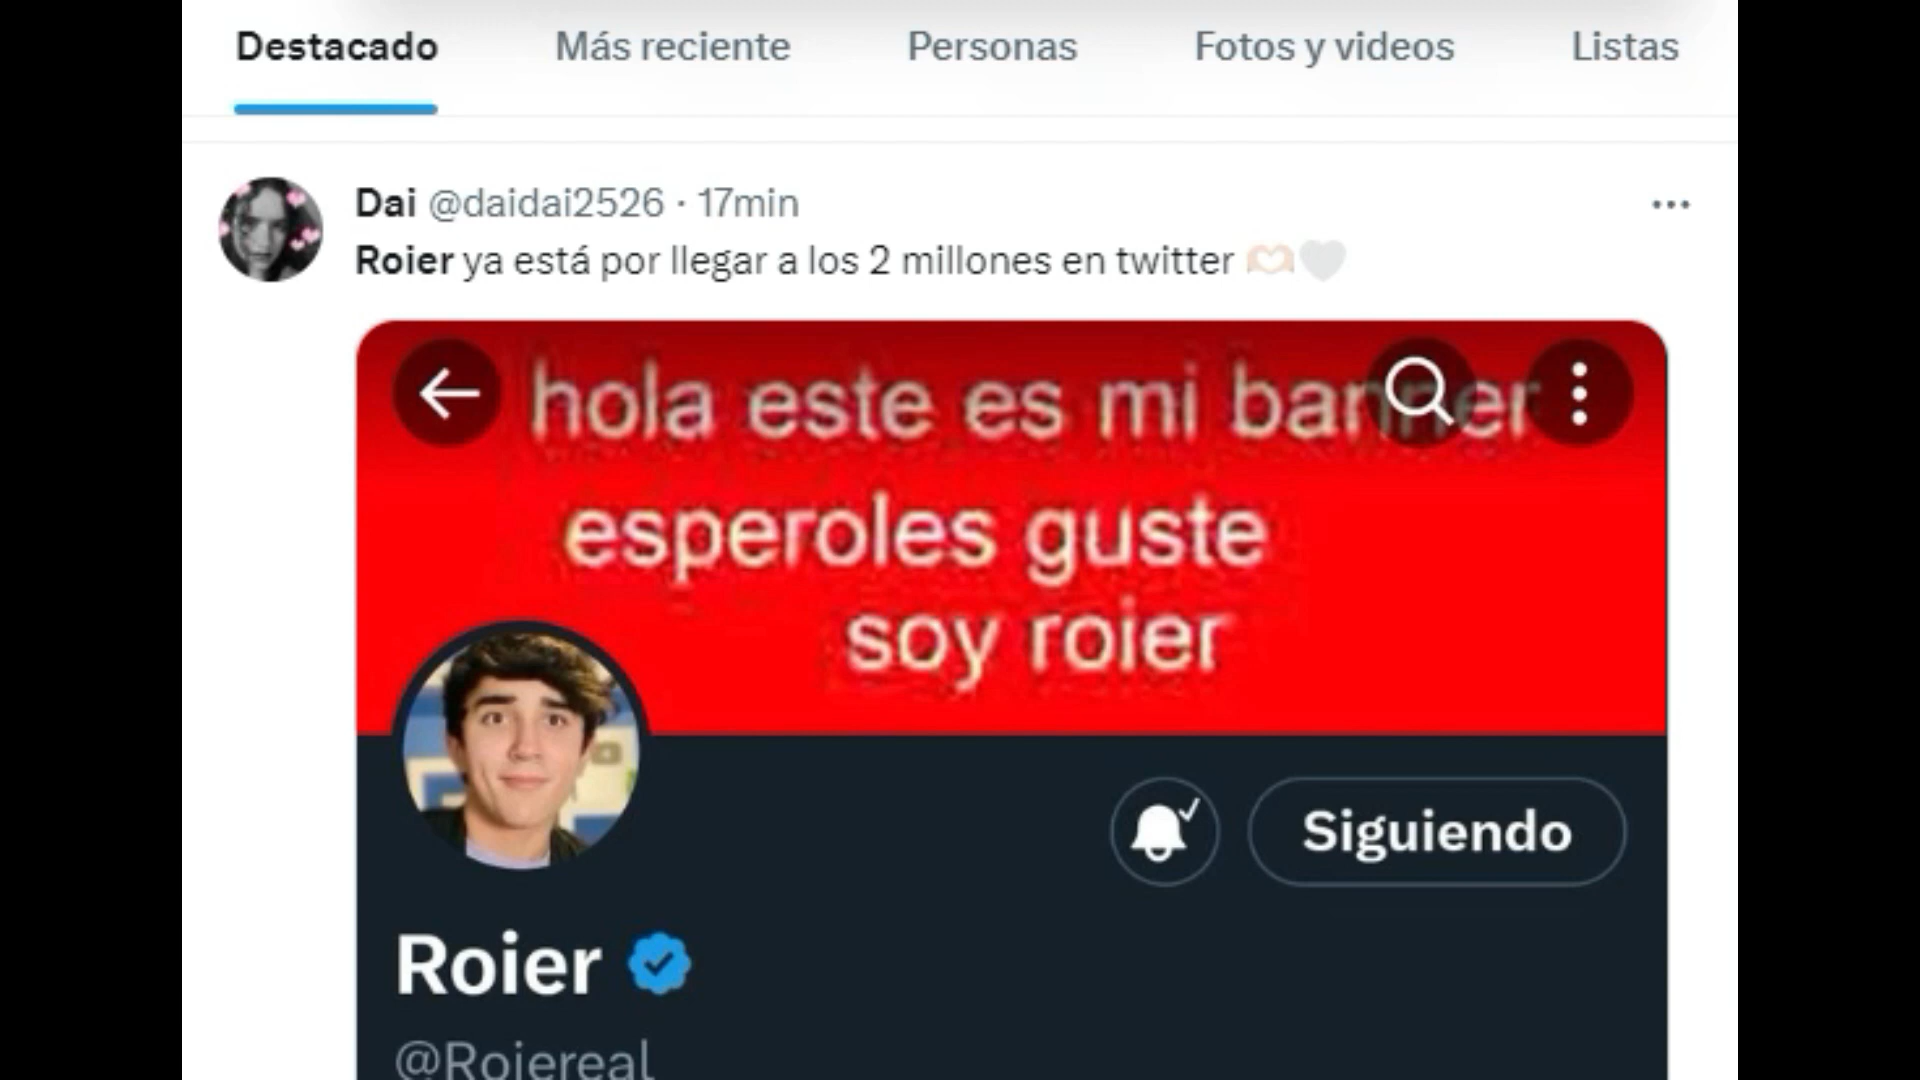 Destacado Más reciente Personas Fotos y videos Listas
Dai @daidai2526 · 17min
Roier ya está por llegar a los 2 millones en twitter
hola este es mi banner
esperoles guste
soy roier
Siguiendo
Roier
@Roiereal